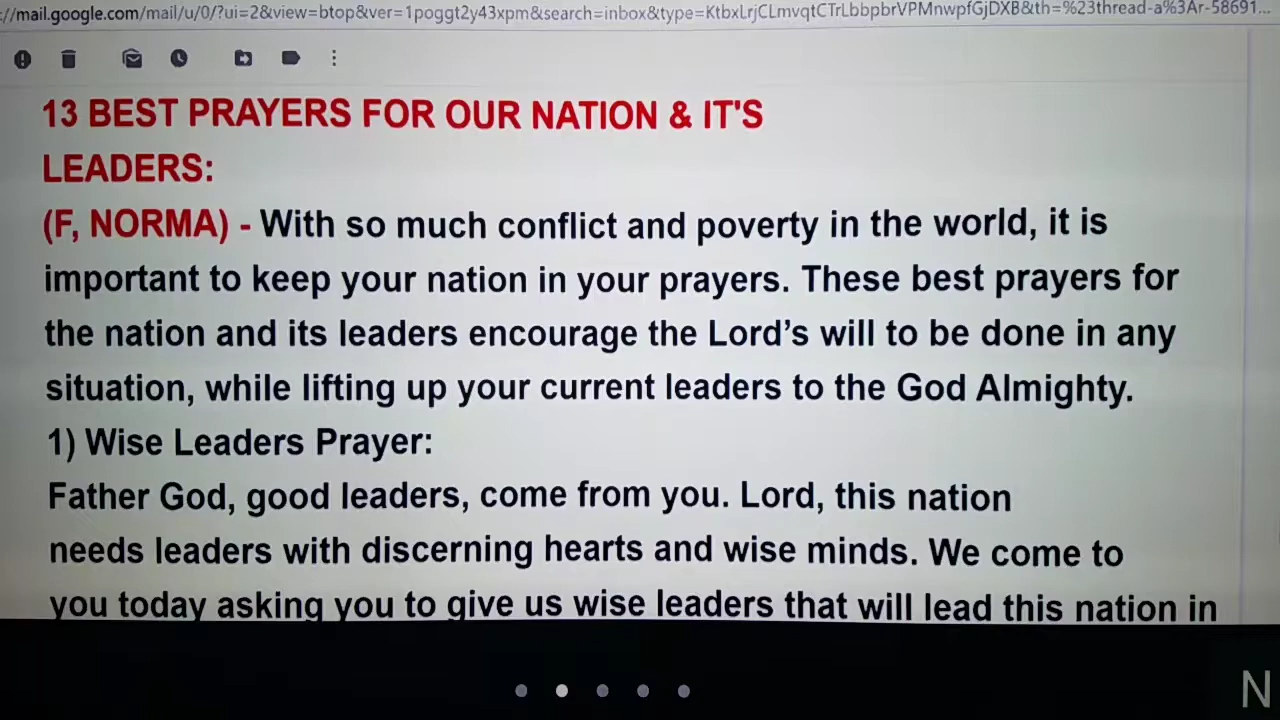 ://mail.google.com/mail/u/0/?ui=2&view=btop&ver=1poggt2y43xpm&search=inbox&type=KtbxLrjCLmvqtCTrLbbpbrVPMnwpfGjDXB&th=%23thread-a%3Ar-58691...
13 BEST PRAYERS FOR OUR NATION & IT'S
LEADERS:
(F, NORMA) - With so much conflict and poverty in the world, it is
important to keep your nation in your prayers. These best prayers for
the nation and its leaders encourage the Lord’s will to be done in any
situation, while lifting up your current leaders to the God Almighty.
1) Wise Leaders Prayer:
Father God, good leaders, come from you. Lord, this nation
needs leaders with discerning hearts and wise minds. We come to
you today asking you to give us wise leaders that will lead this nation in
N